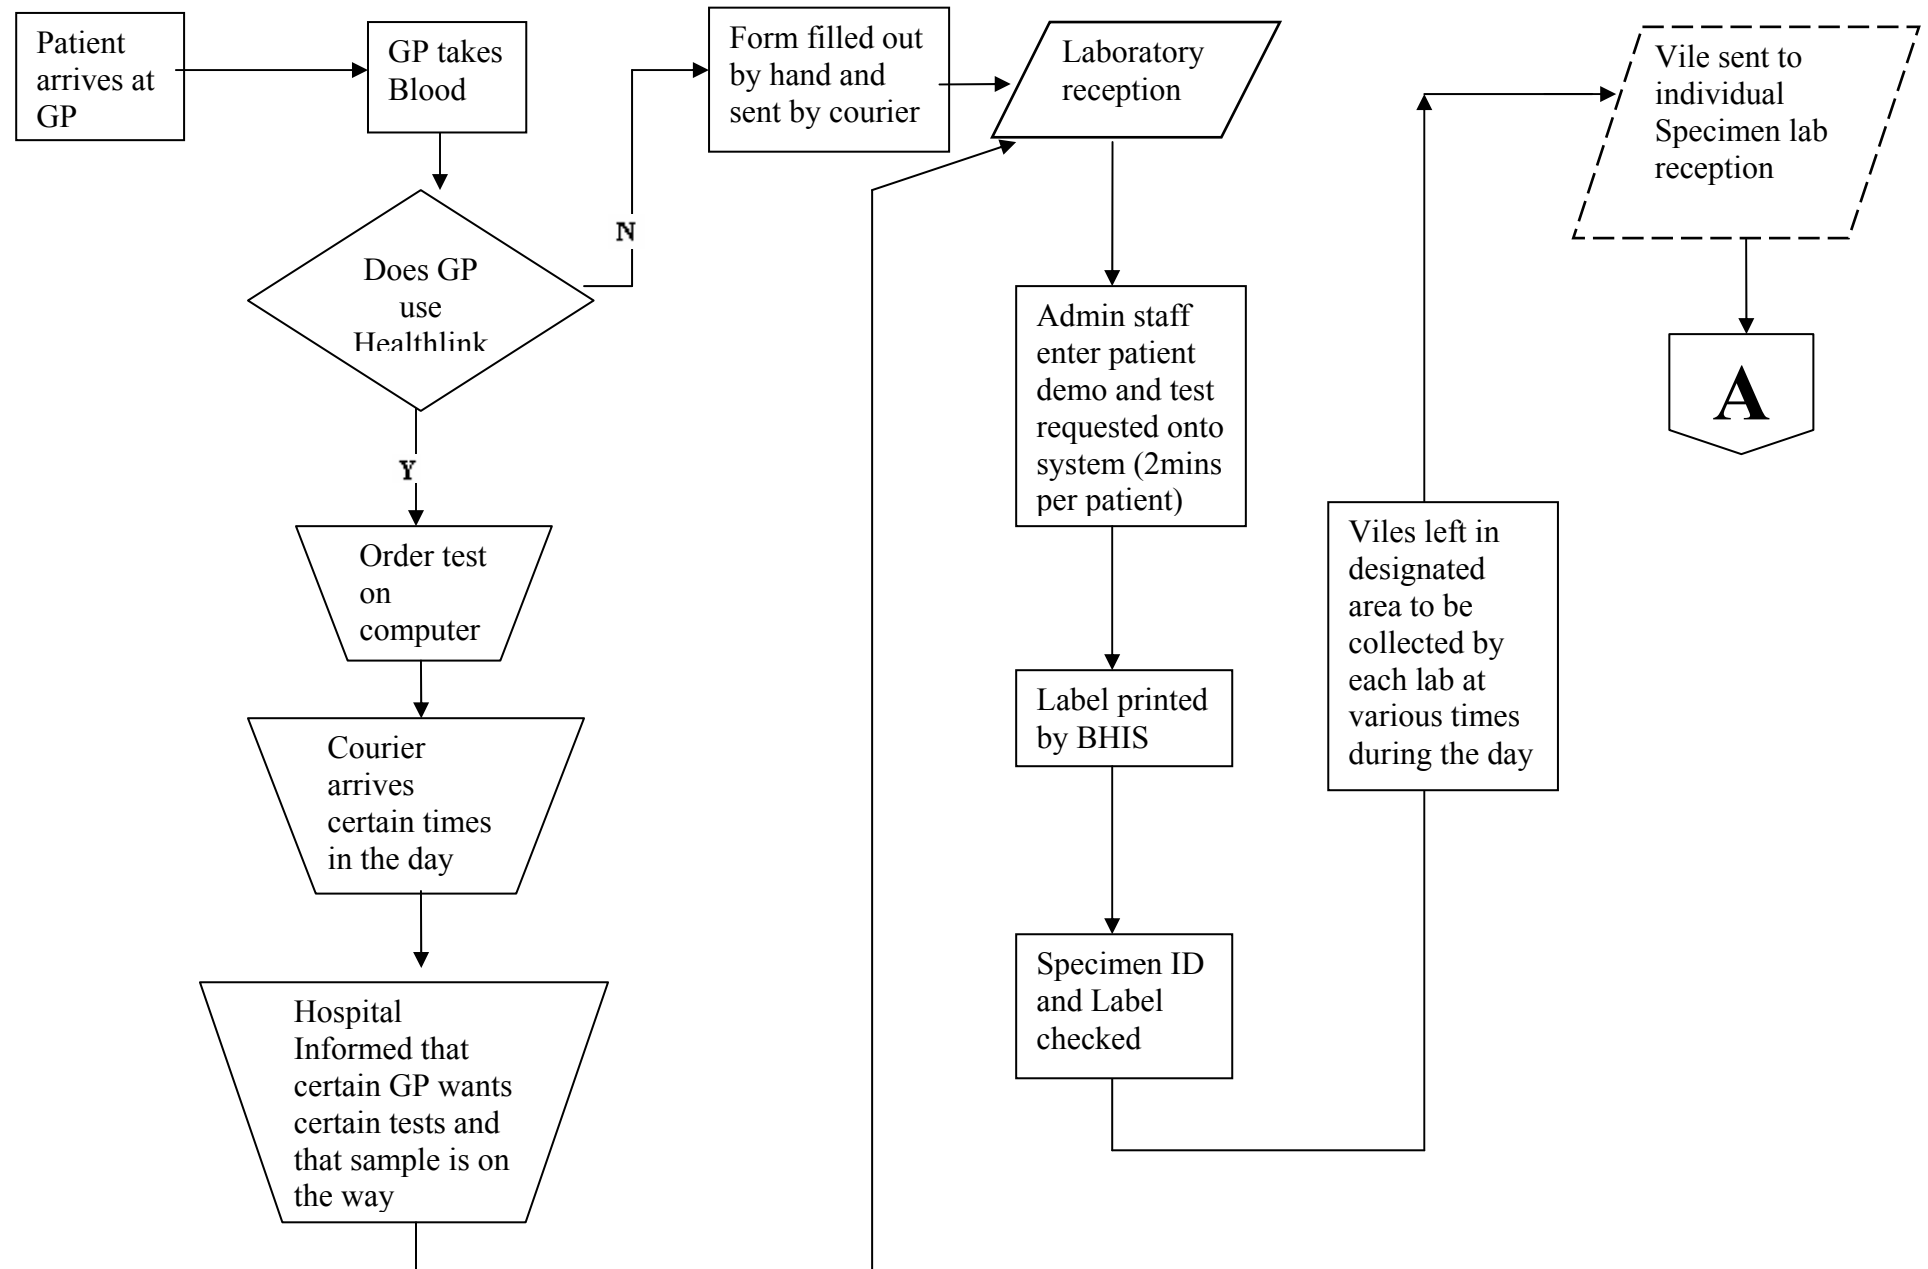 Patient
arrives at
GP
GP takes
Blood
Form filled out
by hand and
sent by courier
Laboratory
reception
Vile sent to
individual
Specimen lab
reception
N
Does GP
use
Healthlink
A
Admin staff
enter patient
demo and test
requested onto
system (2mins
per patient)
Y
Order test
on
computer
Viles left in
designated
area to be
collected by
each lab at
various times
during the day
Label printed
by BHIS
Courier
arrives
certain times
in the day
Specimen ID
and Label
checked
Hospital
Informed that
certain GP wants
certain tests and
that sample is on
the way